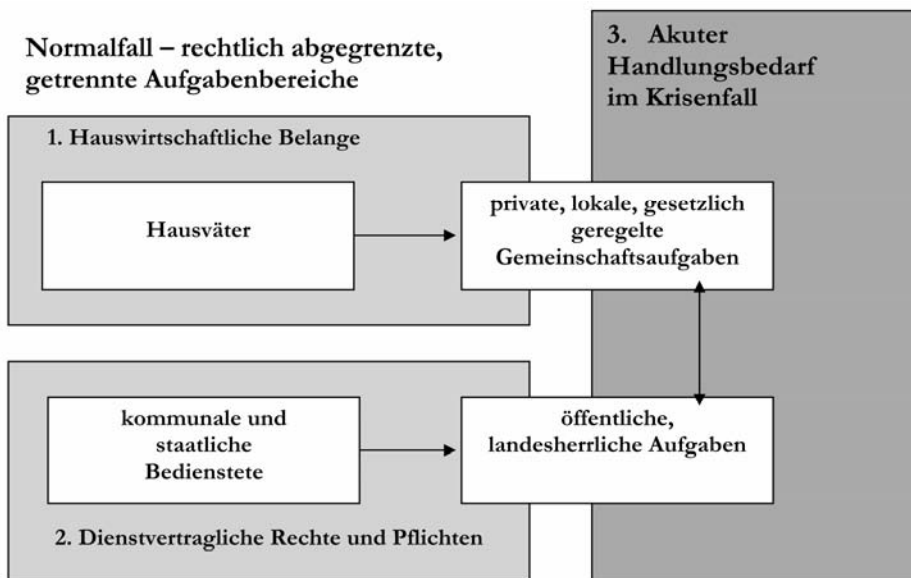 Normalfall – rechtlich abgegrenzte,
getrennte Aufgabenbereiche
3. Akuter
Handlungsbedarf
im Krisenfall
1. Hauswirtschaftliche Belange
Hausväter
private, lokale, gesetzlich
geregelte
Gemeinschaftsaufgaben
kommunale und
staatliche
Bedienstete
öffentliche,
landesherrliche Aufgaben
2. Dienstvertragliche Rechte und Pflichten